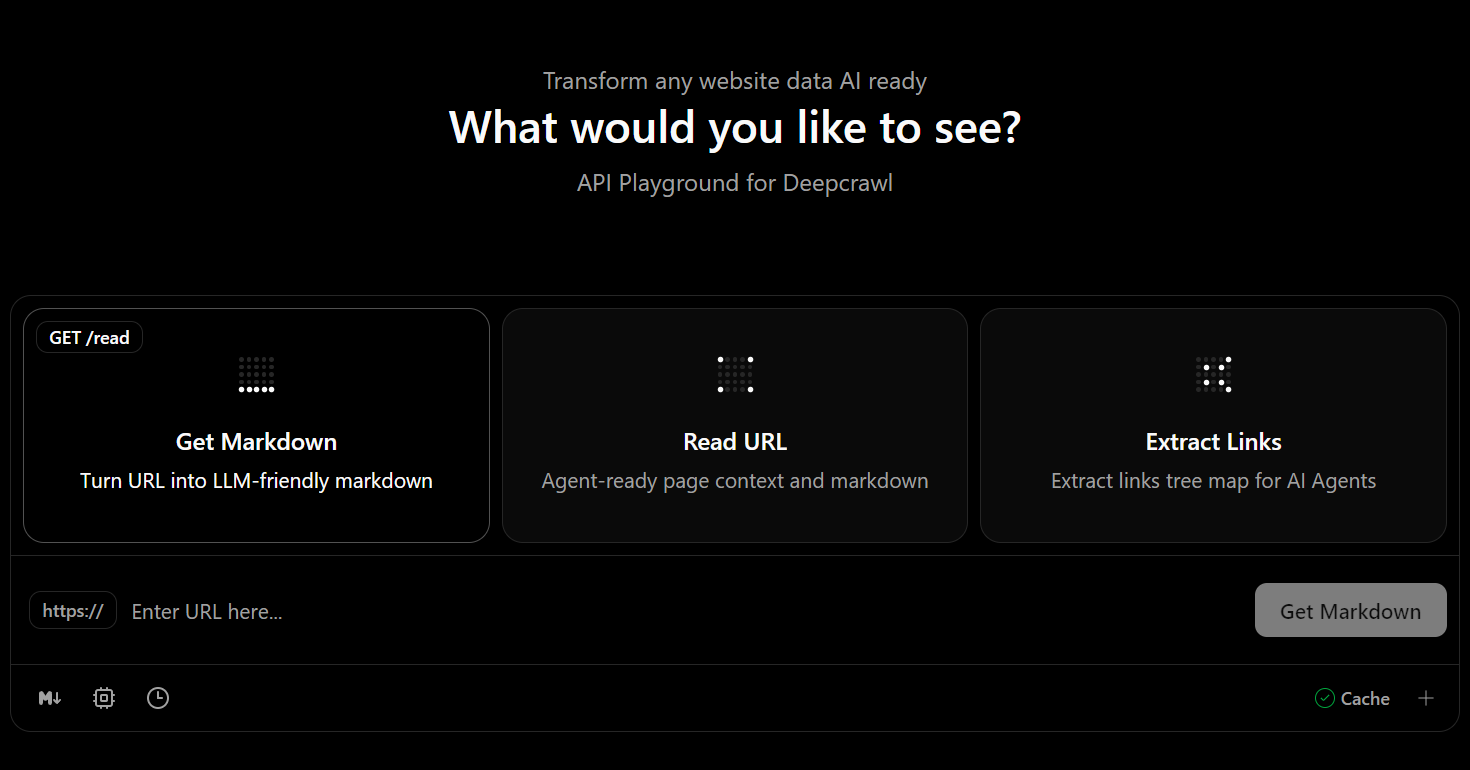 Transform any website data AI ready
What would you like to see?
API Playground for Deepcrawl
GET /read
Get Markdown
Turn URL into LLM-friendly markdown
Read URL
Agent-ready page context and markdown
Extract Links
Extract links tree map for AI Agents
https://
Enter URL here...
Get Markdown
M↓
Cache